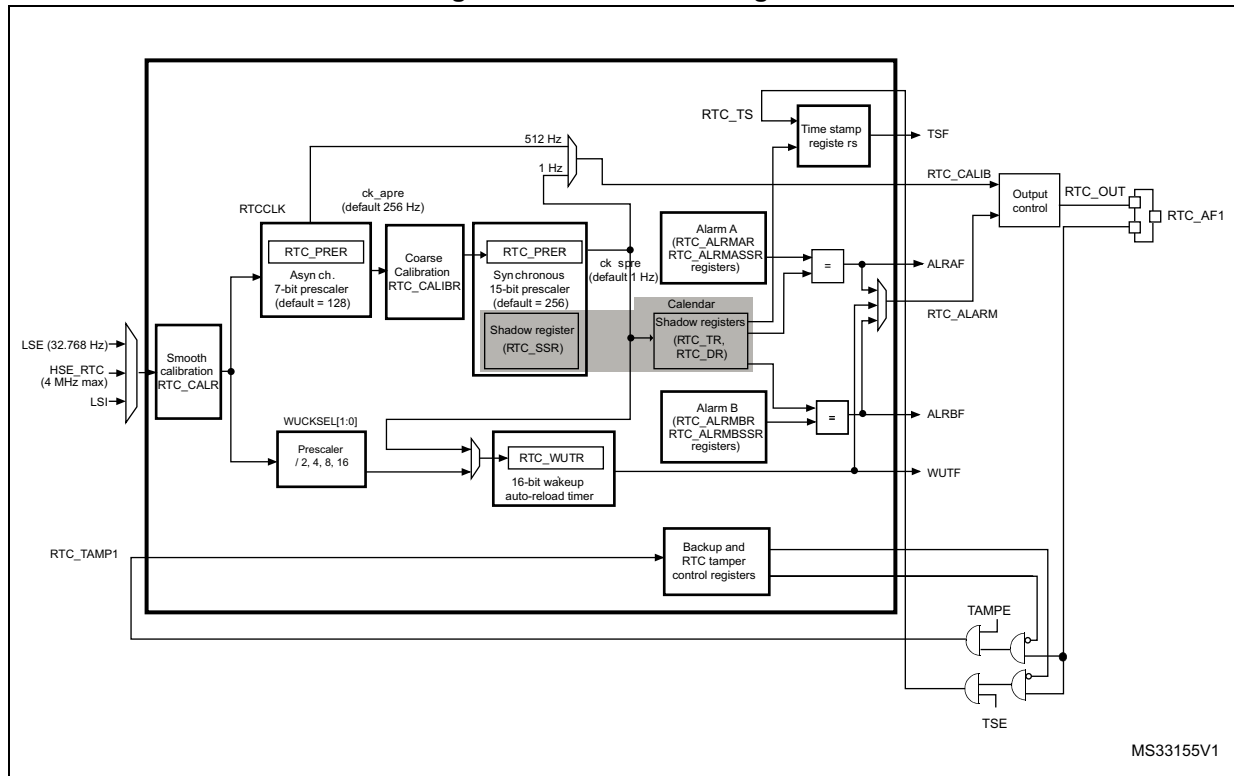 RTC_TS
Time stamp
registe rs
TSF
512 Hz
1 Hz
RTC_CALIB
Output
control
RTC_OUT
RTC_AF1
RTCCLK
ck_apre
(default 256 Hz)
RTC_PRER
Asyn ch.
7-bit prescaler
(default = 128)
Coarse
Calibration
RTC_CALIBR
RTC_PRER
Syn chronous
15-bit prescaler
(default = 256)
Shadow register
(RTC_SSR)
ck_spre
(default 1 Hz)
Alarm A
(RTC_ALRMAR
RTC_ALRMASSR
registers)
=
ALRAF
Calendar
Shadow registers
(RTC_TR,
RTC_DR)
RTC_ALARM
LSE (32.768 Hz)
HSE_RTC
(4 MHz max)
LSI
Smooth
calibration
RTC_CALR
Alarm B
(RTC_ALRMBR
RTC_ALRMBSSR
registers)
=
ALRBF
WUCKSEL[1:0]
Prescaler
/ 2, 4, 8, 16
RTC_WUTR
16-bit wakeup
auto-reload timer
WUTF
RTC_TAMP1
Backup and
RTC tamper
control registers
TAMPE
TSE
MS33155V1